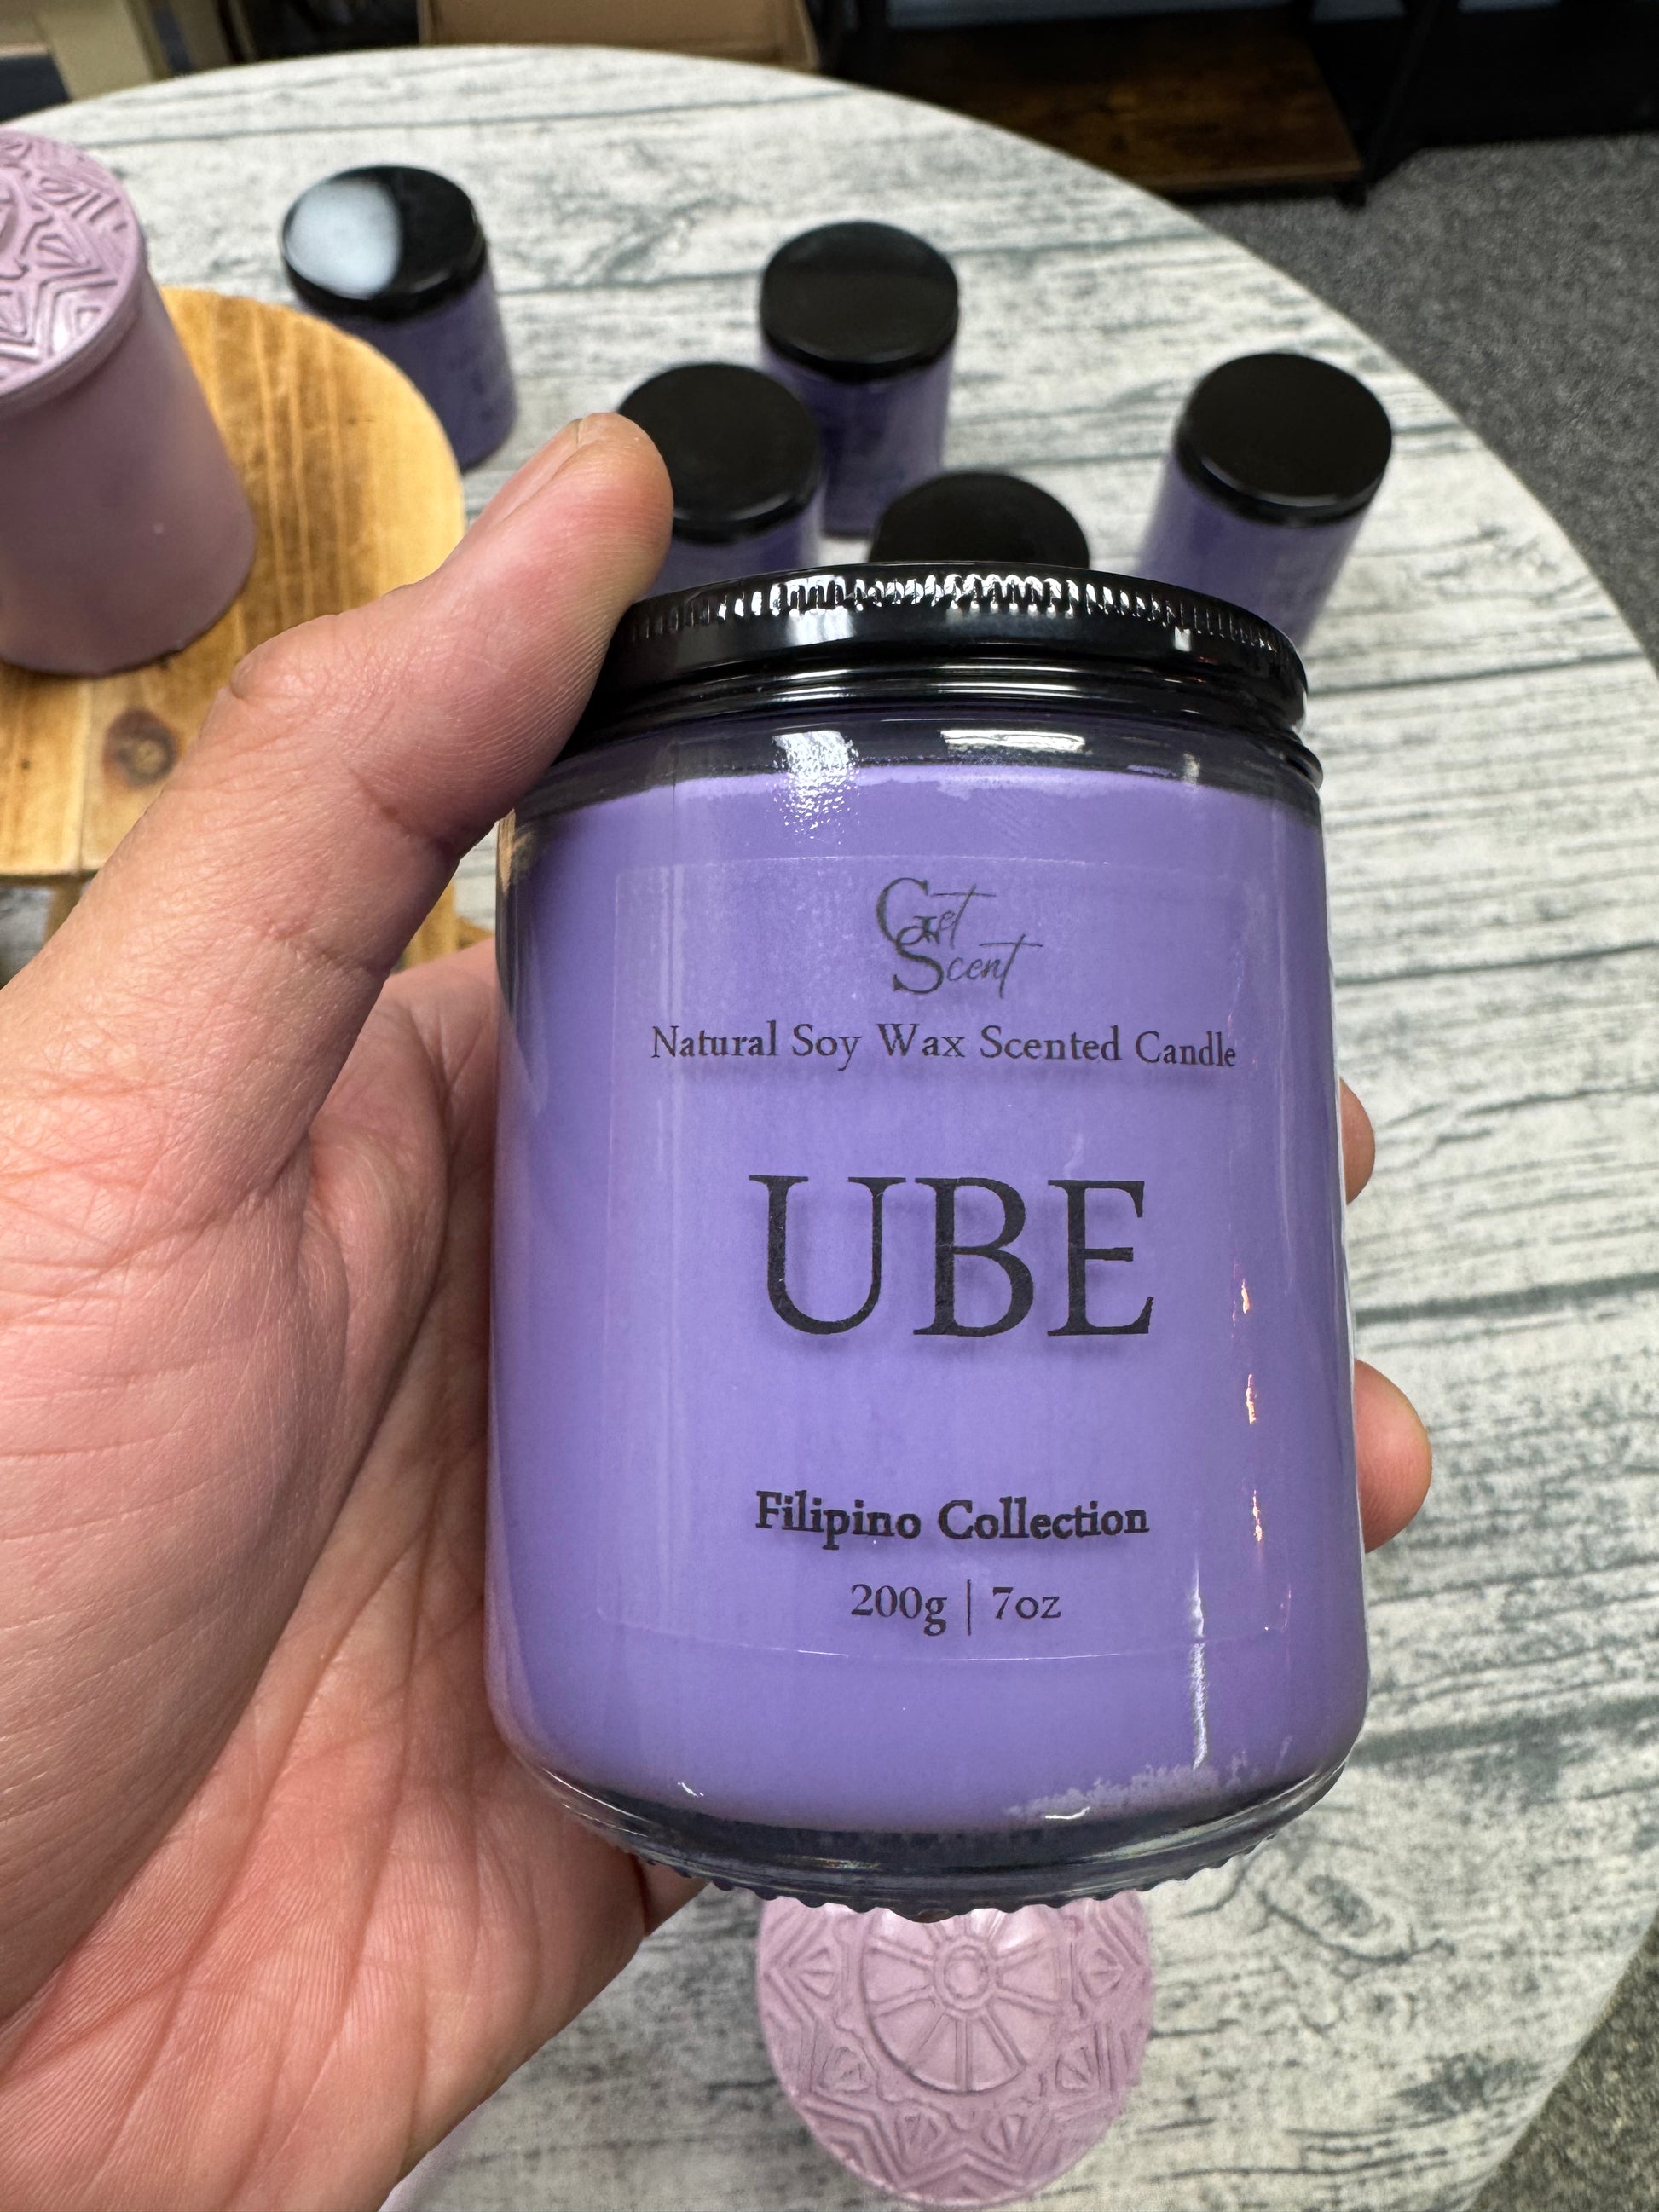 Get
Scent
Natural Soy Wax Scented Candle
UBE
Filipino Collection
200g | 7oz